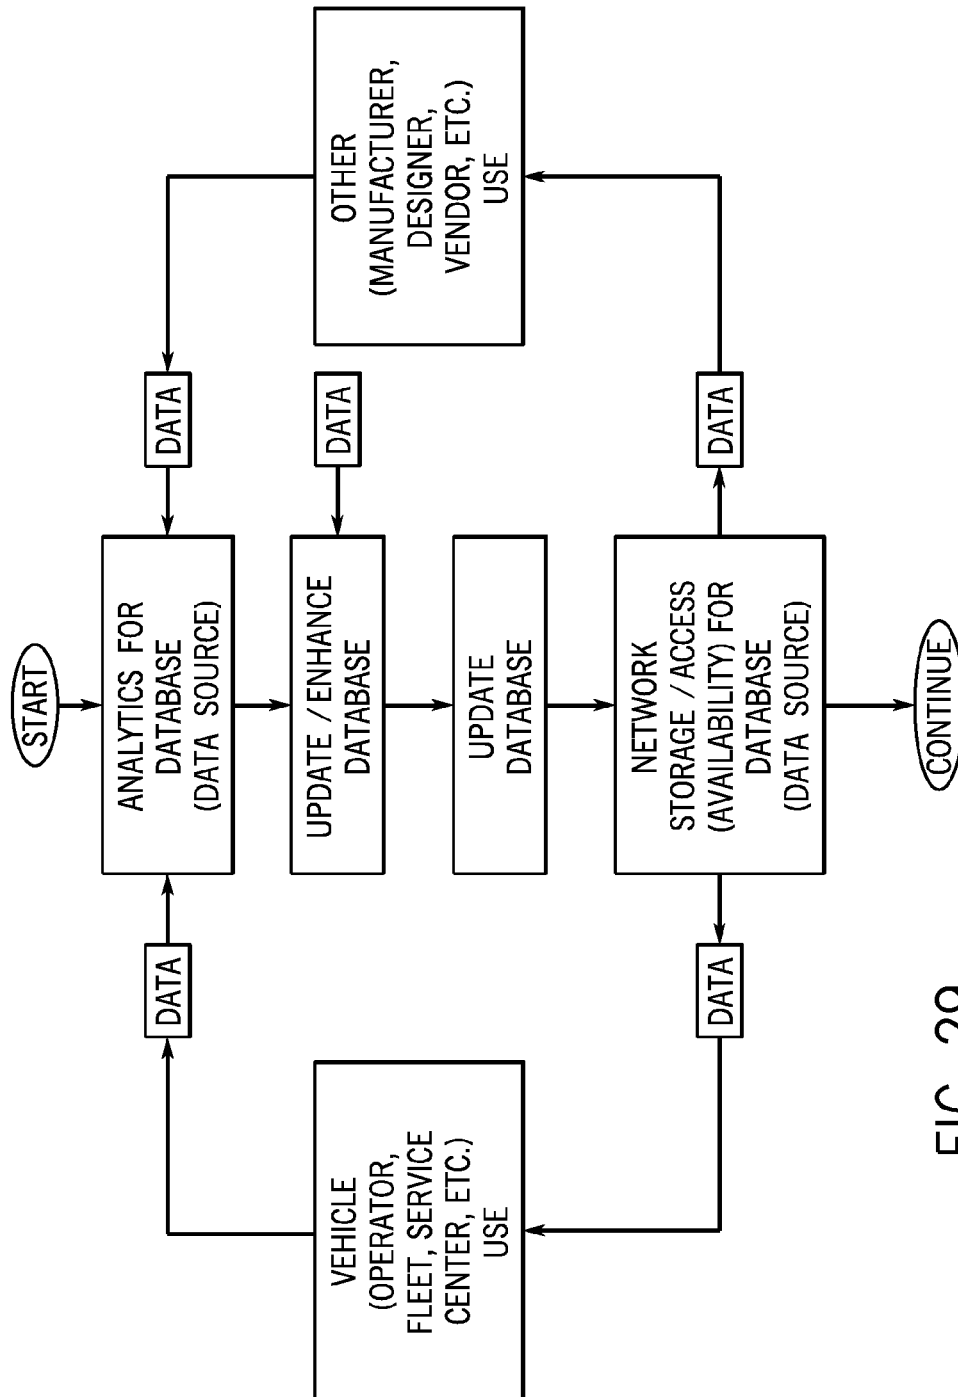 START
ANALYTICS FOR
DATABASE
(DATA SOURCE)
DATA
DATA
UPDATE / ENHANCE
DATABASE
DATA
VEHICLE
(OPERATOR,
FLEET, SERVICE
CENTER, ETC.)
USE
OTHER
(MANUFACTURER,
DESIGNER,
VENDOR, ETC.)
USE
UPDATE
DATABASE
DATA
NETWORK
STORAGE / ACCESS
(AVAILABILITY) FOR
DATABASE
(DATA SOURCE)
DATA
CONTINUE
FIG. 29